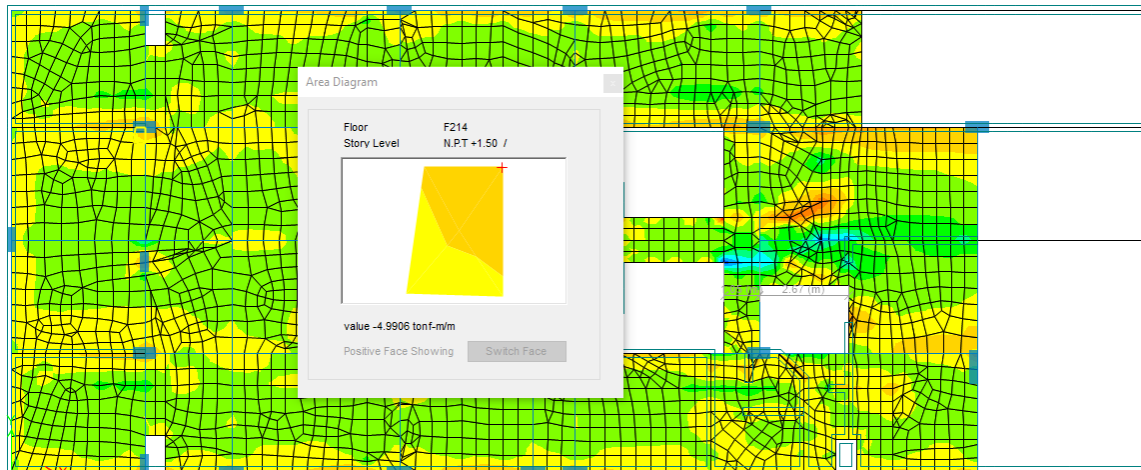 Area Diagram
Floor F214
Story Level N.P.T +1.50 /
value -4.9906 tonf-m/m
Positive Face Showing Switch Face
2.67 (m)